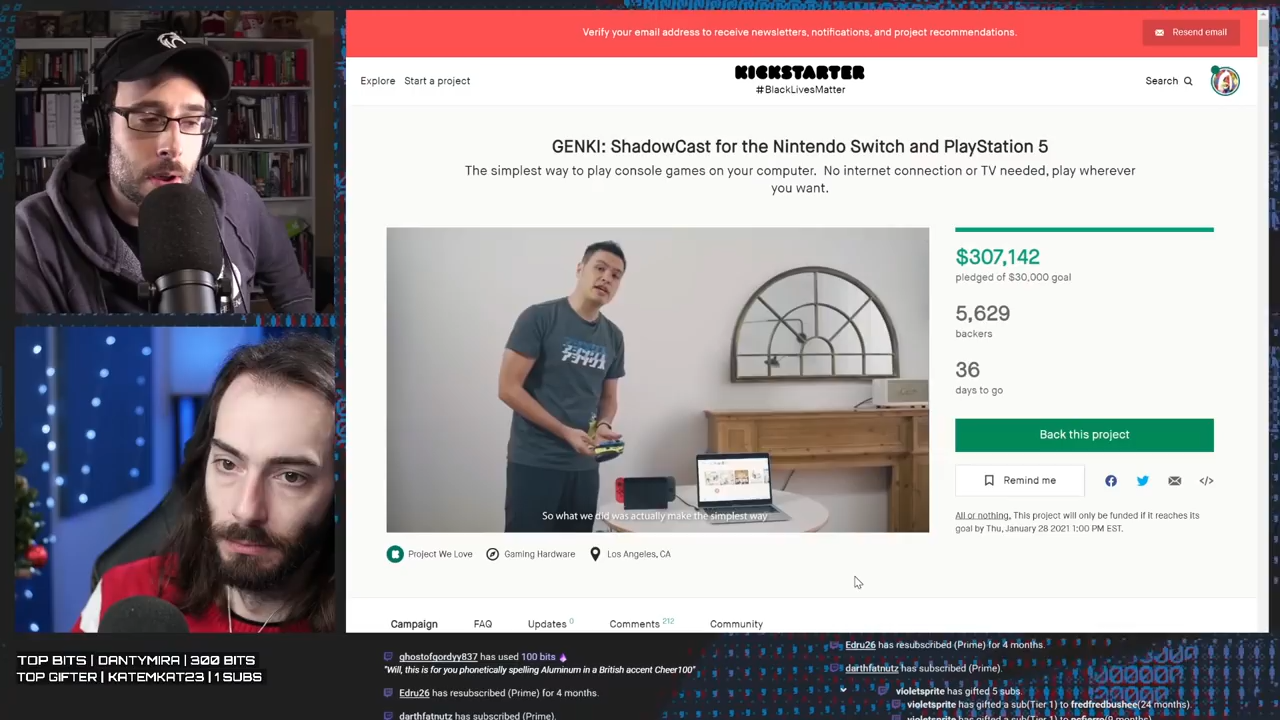 Verify your email address to receive newsletters, notifications, and project recommendations.
Resend email
Explore
Start a project
KICKSTARTER
#BlackLivesMatter
Search
GENKI: ShadowCast for the Nintendo Switch and PlayStation 5
The simplest way to play console games on your computer. No internet connection or TV needed, play wherever
you want.
So what we did was actually make the simplest way
$307,142
pledged of $30,000 goal
5,629
backers
36
days to go
Back this project
Remind me
All or nothing. This project will only be funded if it reaches its
goal by Thu, January 28 2021 1:00 PM EST.
Project We Love
Gaming Hardware
Los Angeles, CA
Campaign
FAQ
Updates 0
Comments 212
Community
TOP BITS | DANTYMIRA | 300 BITS
TOP GIFTER | KATEMKAT23 | 1 SUBS
ghostofgordyy837 has used 100 bits
"Will, this is for you phonetically spelling Aluminum in a British accent Cheer100"
Edru26 has resubscribed (Prime) for 4 months.
darthfatnutz has subscribed (Prime).
Edru26 has resubscribed (Prime) for 4 months.
darthfatnutz has subscribed (Prime).
violetsprite has gifted 5 subs.
violetsprite has gifted a sub(Tier 1) to fredfredbushee(24 months).
violetsprite has gifted a sub(Tier 1) to